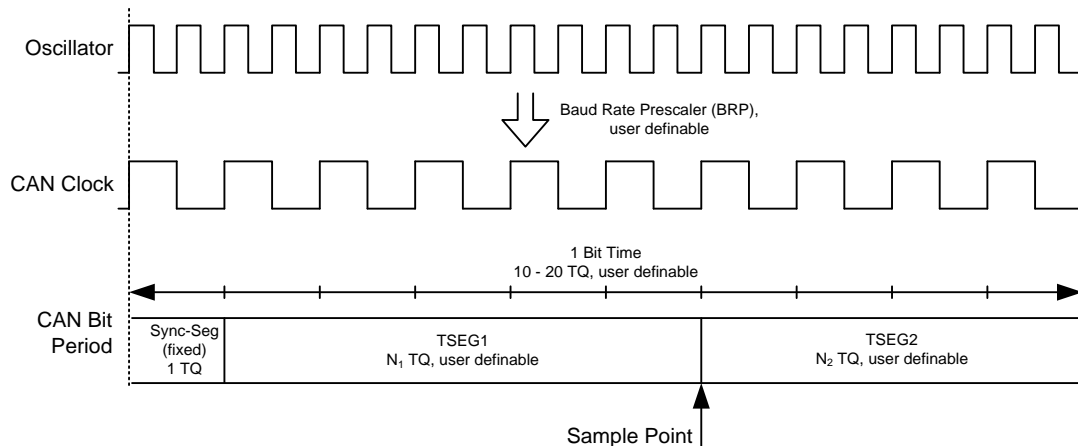 Oscillator
Baud Rate Prescaler (BRP),
user definable
CAN Clock
1 Bit Time
10 - 20 TQ, user definable
CAN Bit
Period
Sync-Seg
(fixed)
1 TQ
TSEG1
N₁ TQ, user definable
TSEG2
N₂ TQ, user definable
Sample Point